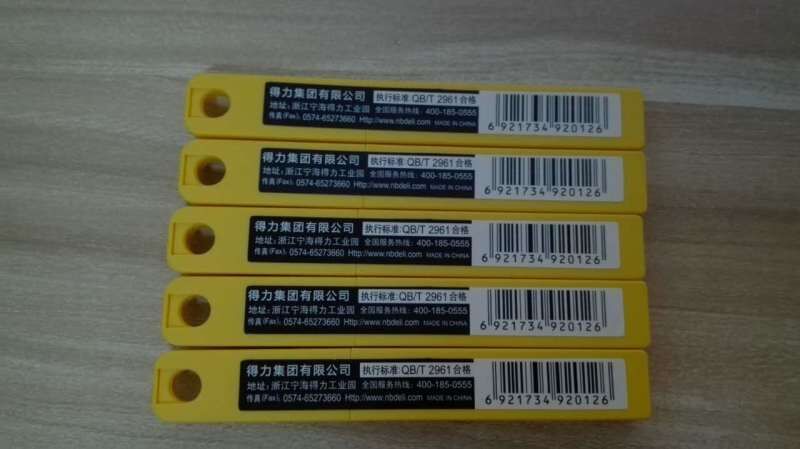 得力集团有限公司 执行标准: QB/T 2961 合格
地址: 浙江宁海得力工业园 全国服务热线: 400-185-0555
传真(Fax): 0574-65273660 Http://www.nbdeli.com MADE IN CHINA
6 921734 920126
得力集团有限公司 执行标准: QB/T 2961 合格
地址: 浙江宁海得力工业园 全国服务热线: 400-185-0555
传真(Fax): 0574-65273660 Http://www.nbdeli.com MADE IN CHINA
6 921734 920126
得力集团有限公司 执行标准: QB/T 2961 合格
地址: 浙江宁海得力工业园 全国服务热线: 400-185-0555
传真(Fax): 0574-65273660 Http://www.nbdeli.com MADE IN CHINA
6 921734 920126
得力集团有限公司 执行标准: QB/T 2961 合格
地址: 浙江宁海得力工业园 全国服务热线: 400-185-0555
传真(Fax): 0574-65273660 Http://www.nbdeli.com MADE IN CHINA
6 921734 920126
得力集团有限公司 执行标准: QB/T 2961 合格
地址: 浙江宁海得力工业园 全国服务热线: 400-185-0555
传真(Fax): 0574-65273660 Http://www.nbdeli.com MADE IN CHINA
6 921734 920126